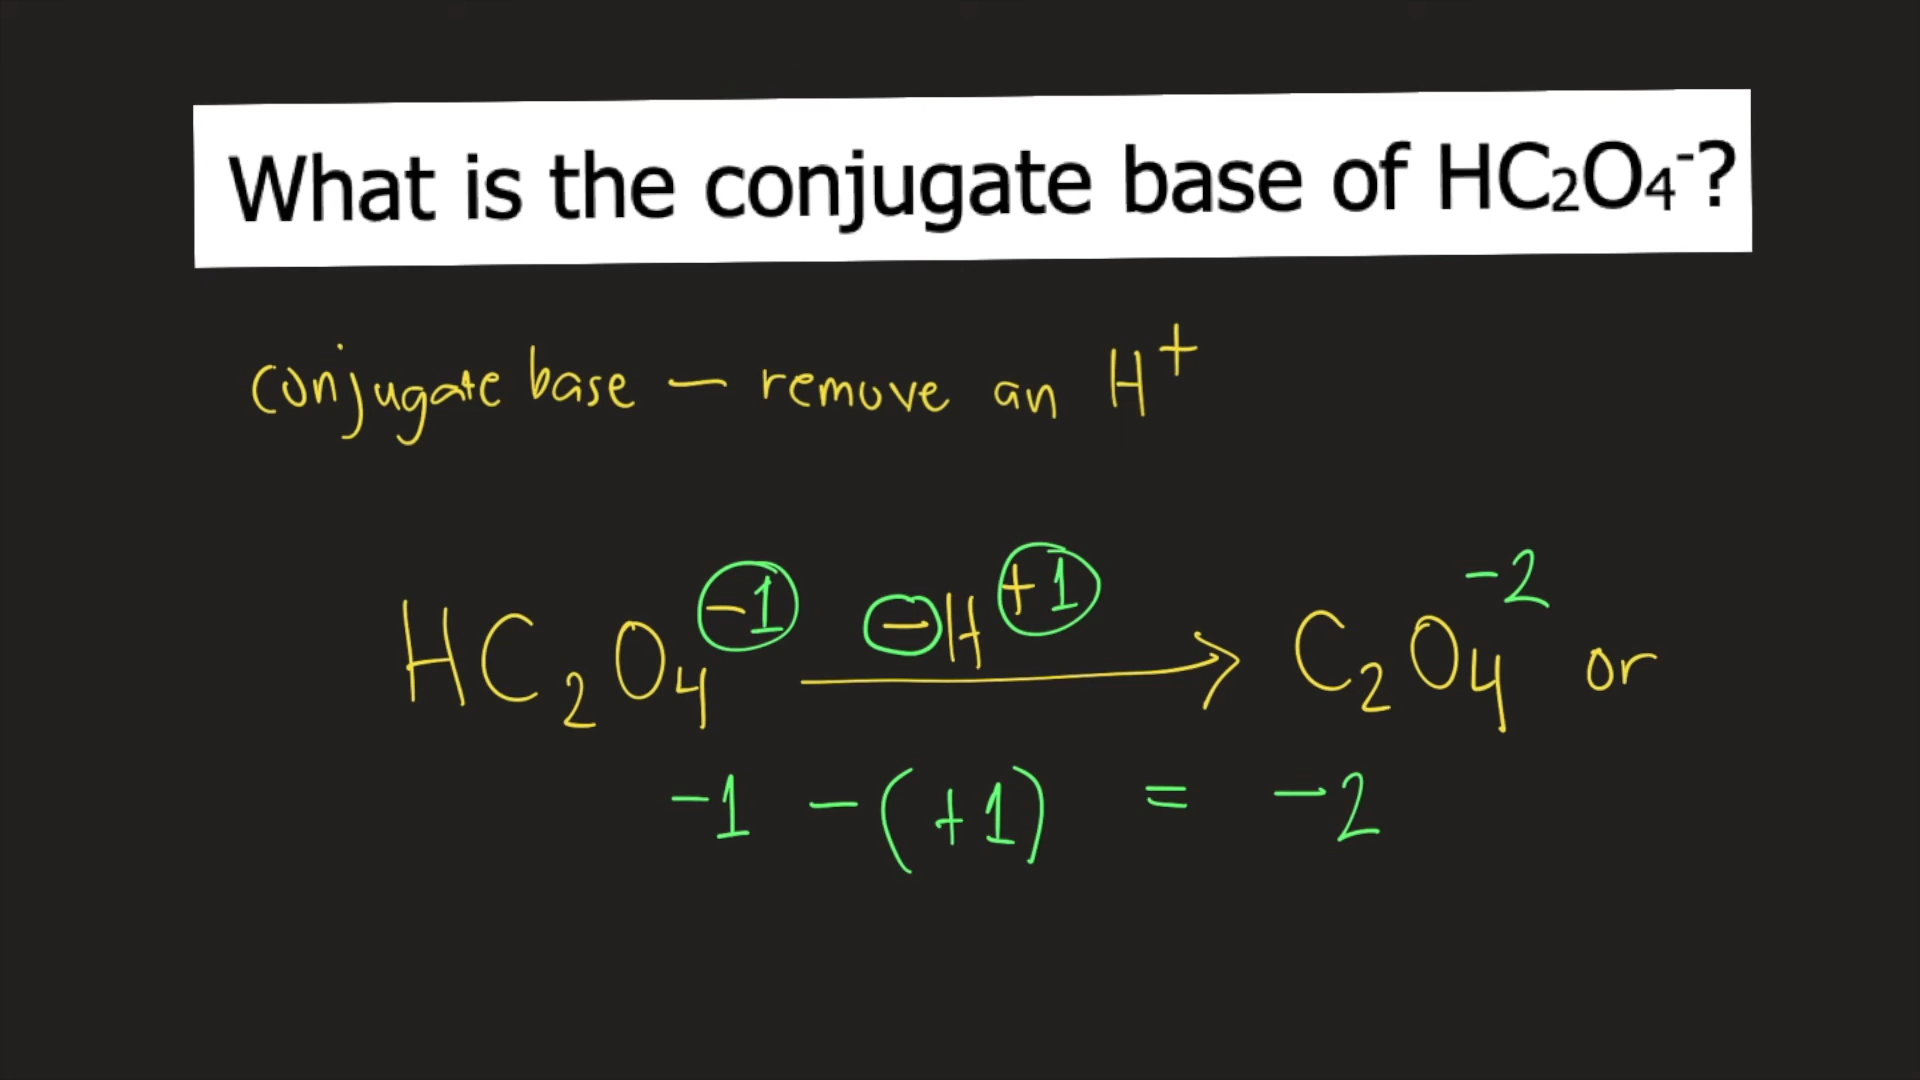 What is the conjugate base of HC₂O₄⁻?
conjugate base – remove an H⁺
HC₂O₄⁻¹ −H⁺¹ → C₂O₄⁻² or
−1 −(+1) = −2